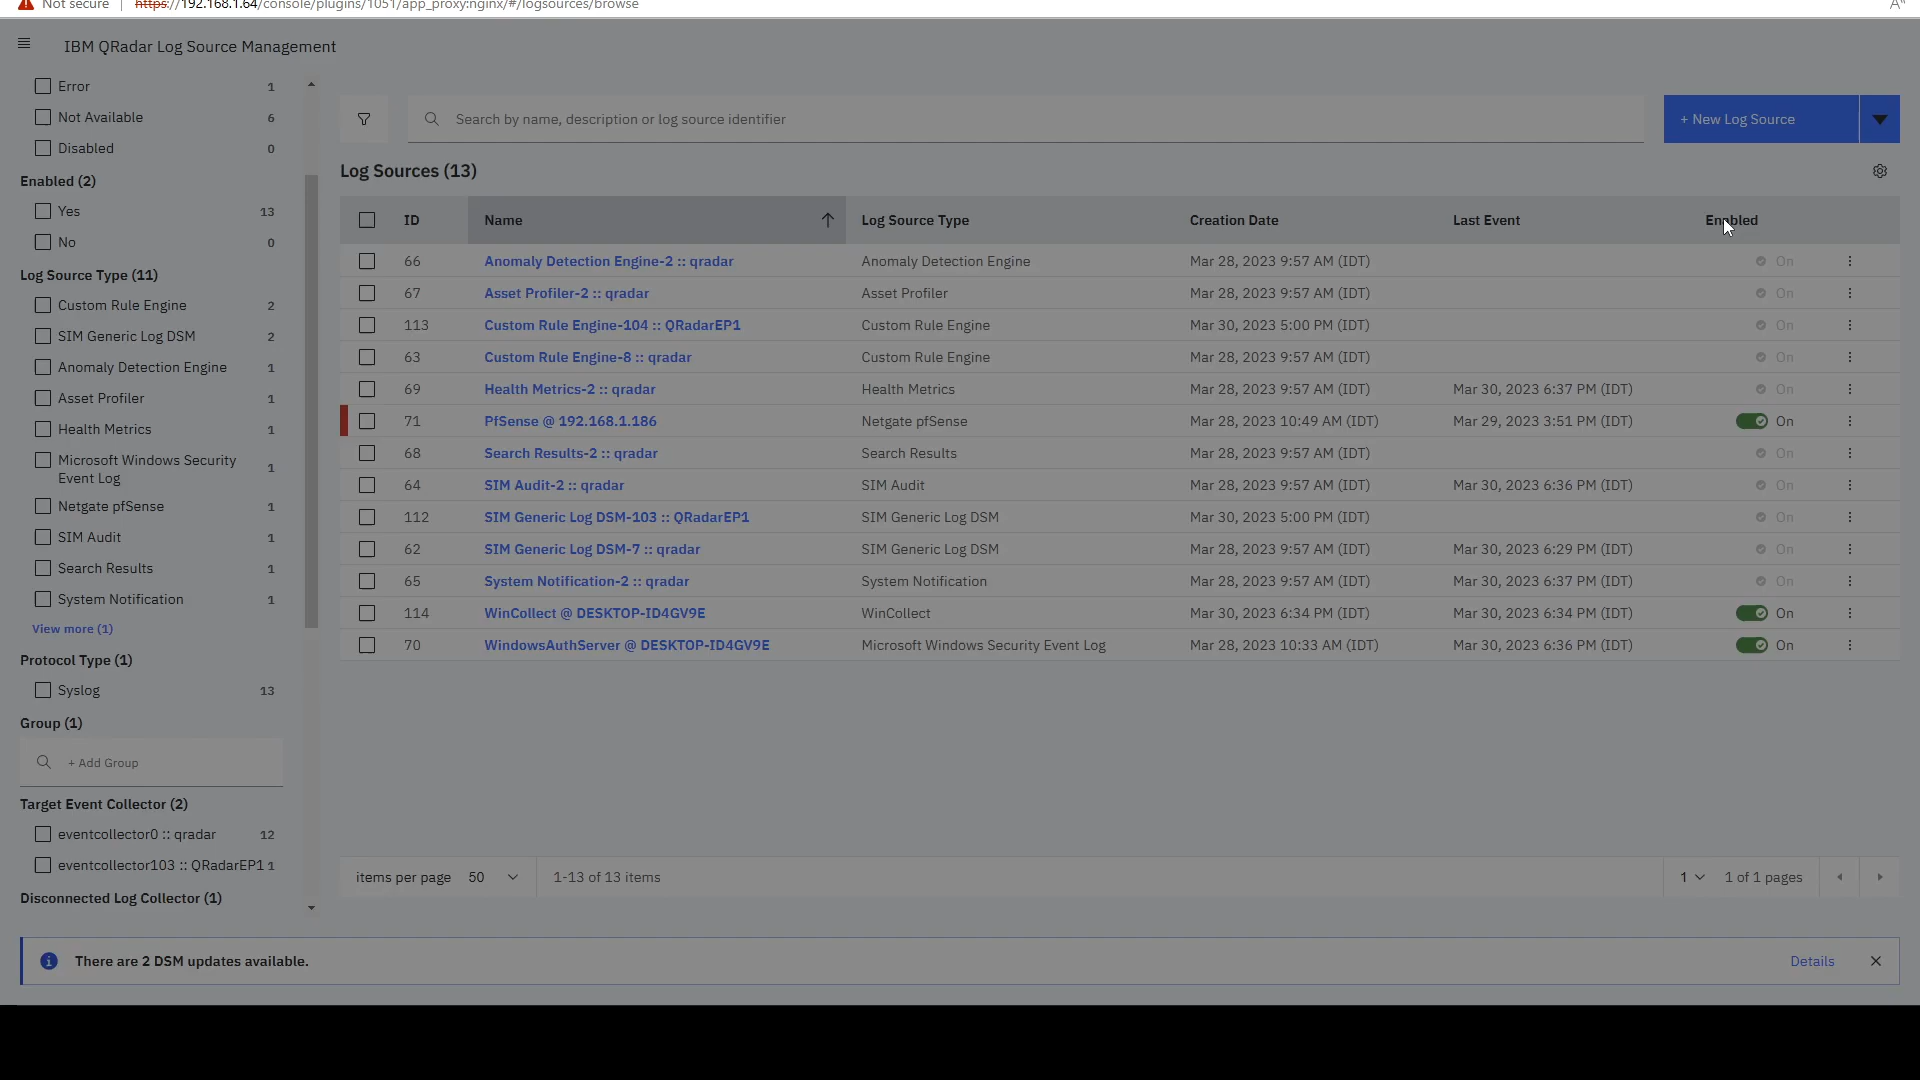 Not secure | https://192.168.1.64/console/plugins/1051/app_proxy:nginx/#/logsources/browse
IBM QRadar Log Source Management
Error 1
Not Available 6
Disabled 0
Enabled (2)
Yes 13
No 0
Log Source Type (11)
Custom Rule Engine 2
SIM Generic Log DSM 2
Anomaly Detection Engine 1
Asset Profiler 1
Health Metrics 1
Microsoft Windows Security
Event Log 1
Netgate pfSense 1
SIM Audit 1
Search Results 1
System Notification 1
View more (1)
Protocol Type (1)
Syslog 13
Group (1)
+ Add Group
Target Event Collector (2)
eventcollector0 :: qradar 12
eventcollector103 :: QRadarEP1 1
Disconnected Log Collector (1)
Search by name, description or log source identifier
+ New Log Source
Log Sources (13)
ID Name Log Source Type Creation Date Last Event Enabled
66 Anomaly Detection Engine-2 :: qradar Anomaly Detection Engine Mar 28, 2023 9:57 AM (IDT) On
67 Asset Profiler-2 :: qradar Asset Profiler Mar 28, 2023 9:57 AM (IDT) On
113 Custom Rule Engine-104 :: QRadarEP1 Custom Rule Engine Mar 30, 2023 5:00 PM (IDT) On
63 Custom Rule Engine-8 :: qradar Custom Rule Engine Mar 28, 2023 9:57 AM (IDT) On
69 Health Metrics-2 :: qradar Health Metrics Mar 28, 2023 9:57 AM (IDT) Mar 30, 2023 6:37 PM (IDT) On
71 PfSense @ 192.168.1.186 Netgate pfSense Mar 28, 2023 10:49 AM (IDT) Mar 29, 2023 3:51 PM (IDT) On
68 Search Results-2 :: qradar Search Results Mar 28, 2023 9:57 AM (IDT) On
64 SIM Audit-2 :: qradar SIM Audit Mar 28, 2023 9:57 AM (IDT) Mar 30, 2023 6:36 PM (IDT) On
112 SIM Generic Log DSM-103 :: QRadarEP1 SIM Generic Log DSM Mar 30, 2023 5:00 PM (IDT) On
62 SIM Generic Log DSM-7 :: qradar SIM Generic Log DSM Mar 28, 2023 9:57 AM (IDT) Mar 30, 2023 6:29 PM (IDT) On
65 System Notification-2 :: qradar System Notification Mar 28, 2023 9:57 AM (IDT) Mar 30, 2023 6:37 PM (IDT) On
114 WinCollect @ DESKTOP-ID4GV9E WinCollect Mar 30, 2023 6:34 PM (IDT) Mar 30, 2023 6:34 PM (IDT) On
70 WindowsAuthServer @ DESKTOP-ID4GV9E Microsoft Windows Security Event Log Mar 28, 2023 10:33 AM (IDT) Mar 30, 2023 6:36 PM (IDT) On
items per page 50 1-13 of 13 items 1 1 of 1 pages
There are 2 DSM updates available. Details